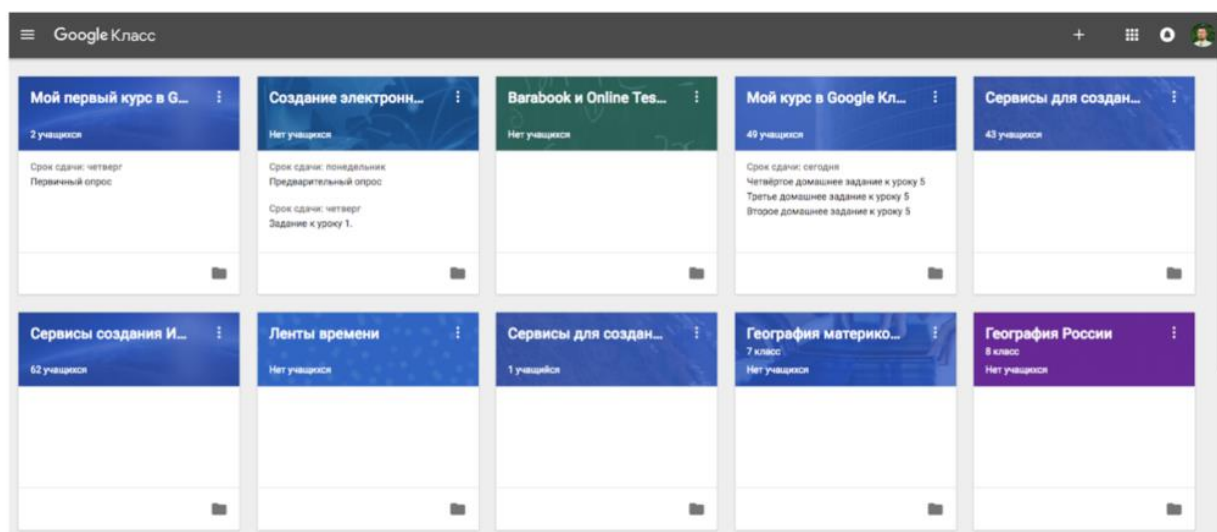 Google Класс
Мой первый курс в G...
2 учащихся
Срок сдачи: четверг
Первичный опрос
Создание электронн...
Нет учащихся
Срок сдачи: понедельник
Предварительный опрос
Срок сдачи: четверг
Задание к уроку 1.
Barabook и Online Tes...
Нет учащихся
Мой курс в Google Кл...
49 учащихся
Срок сдачи: сегодня
Четвёртое домашнее задание к уроку 5
Третье домашнее задание к уроку 5
Второе домашнее задание к уроку 5
Сервисы для создан...
43 учащихся
Сервисы создания И...
62 учащихся
Ленты времени
Нет учащихся
Сервисы для создан...
1 учащийся
География материко...
7 класс
Нет учащихся
География России
8 класс
Нет учащихся